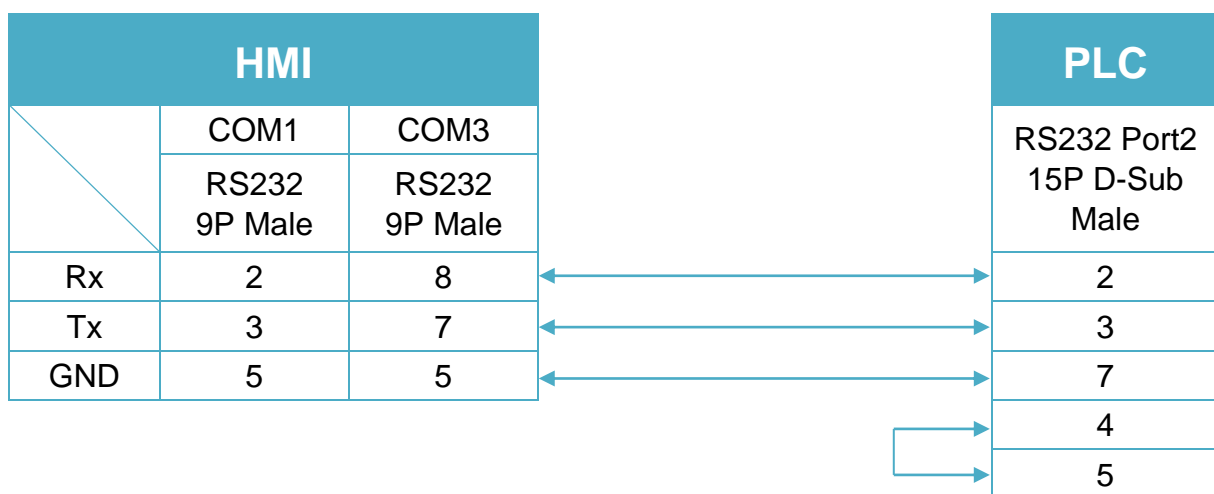 HMI PLC
COM1 COM3
RS232 Port2
15P D-Sub
Male
RS232 RS232
9P Male 9P Male
Rx 2 8 2
Tx 3 7 3
GND 5 5 7
4
5